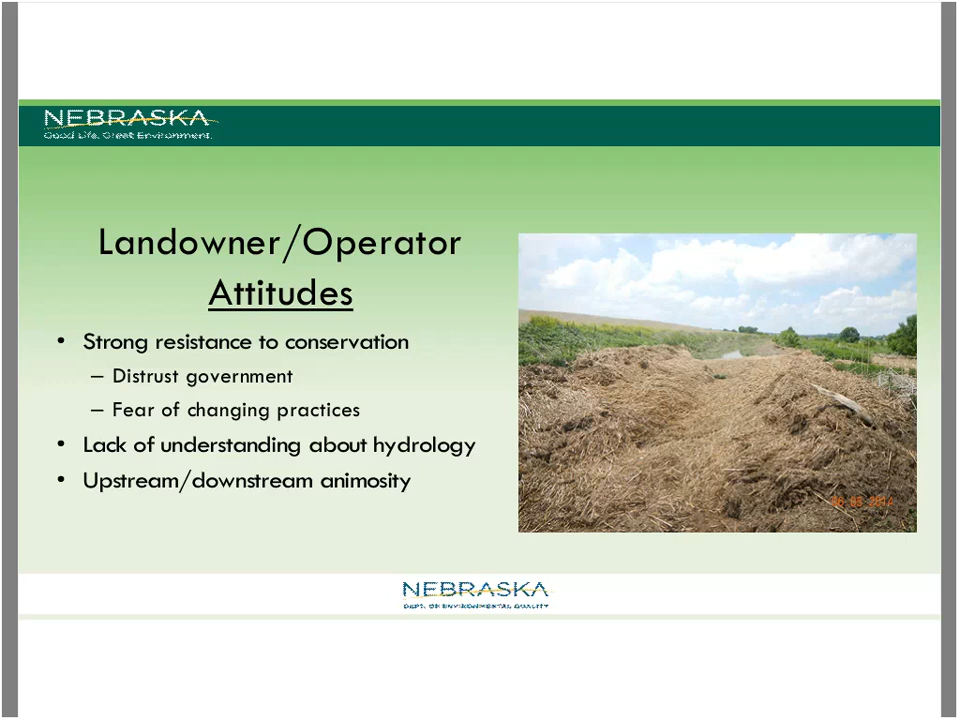 NEBRASKA
Good Life. Great Environment.
Landowner/Operator
Attitudes
• Strong resistance to conservation
– Distrust government
– Fear of changing practices
• Lack of understanding about hydrology
• Upstream/downstream animosity
NEBRASKA
DEPT. OF ENVIRONMENTAL QUALITY